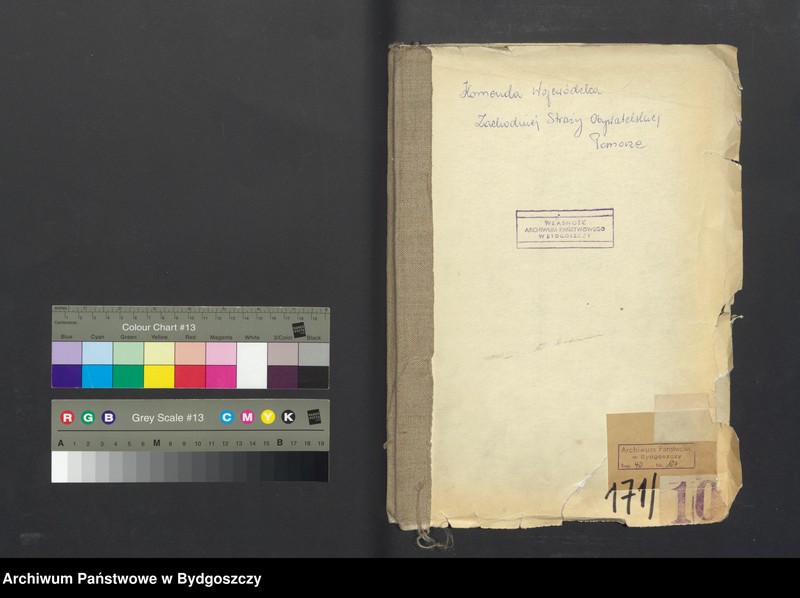 Komenda Wojewódzka
Zachodniej Straży Obywatelskiej
Pomorze
WŁASNOŚĆ
ARCHIWUM PAŃSTWOWEGO
W BYDGOSZCZY
Colour Chart #13
Blue Cyan Green Yellow Red Magenta White 3/Color Black
R G B Grey Scale #13 C M Y K
A 1 2 3 4 5 6 M 8 9 10 11 12 13 14 15 B 17 18 19
Archiwum Państwowe
w Bydgoszczy
171/ 10
Archiwum Państwowe w Bydgoszczy